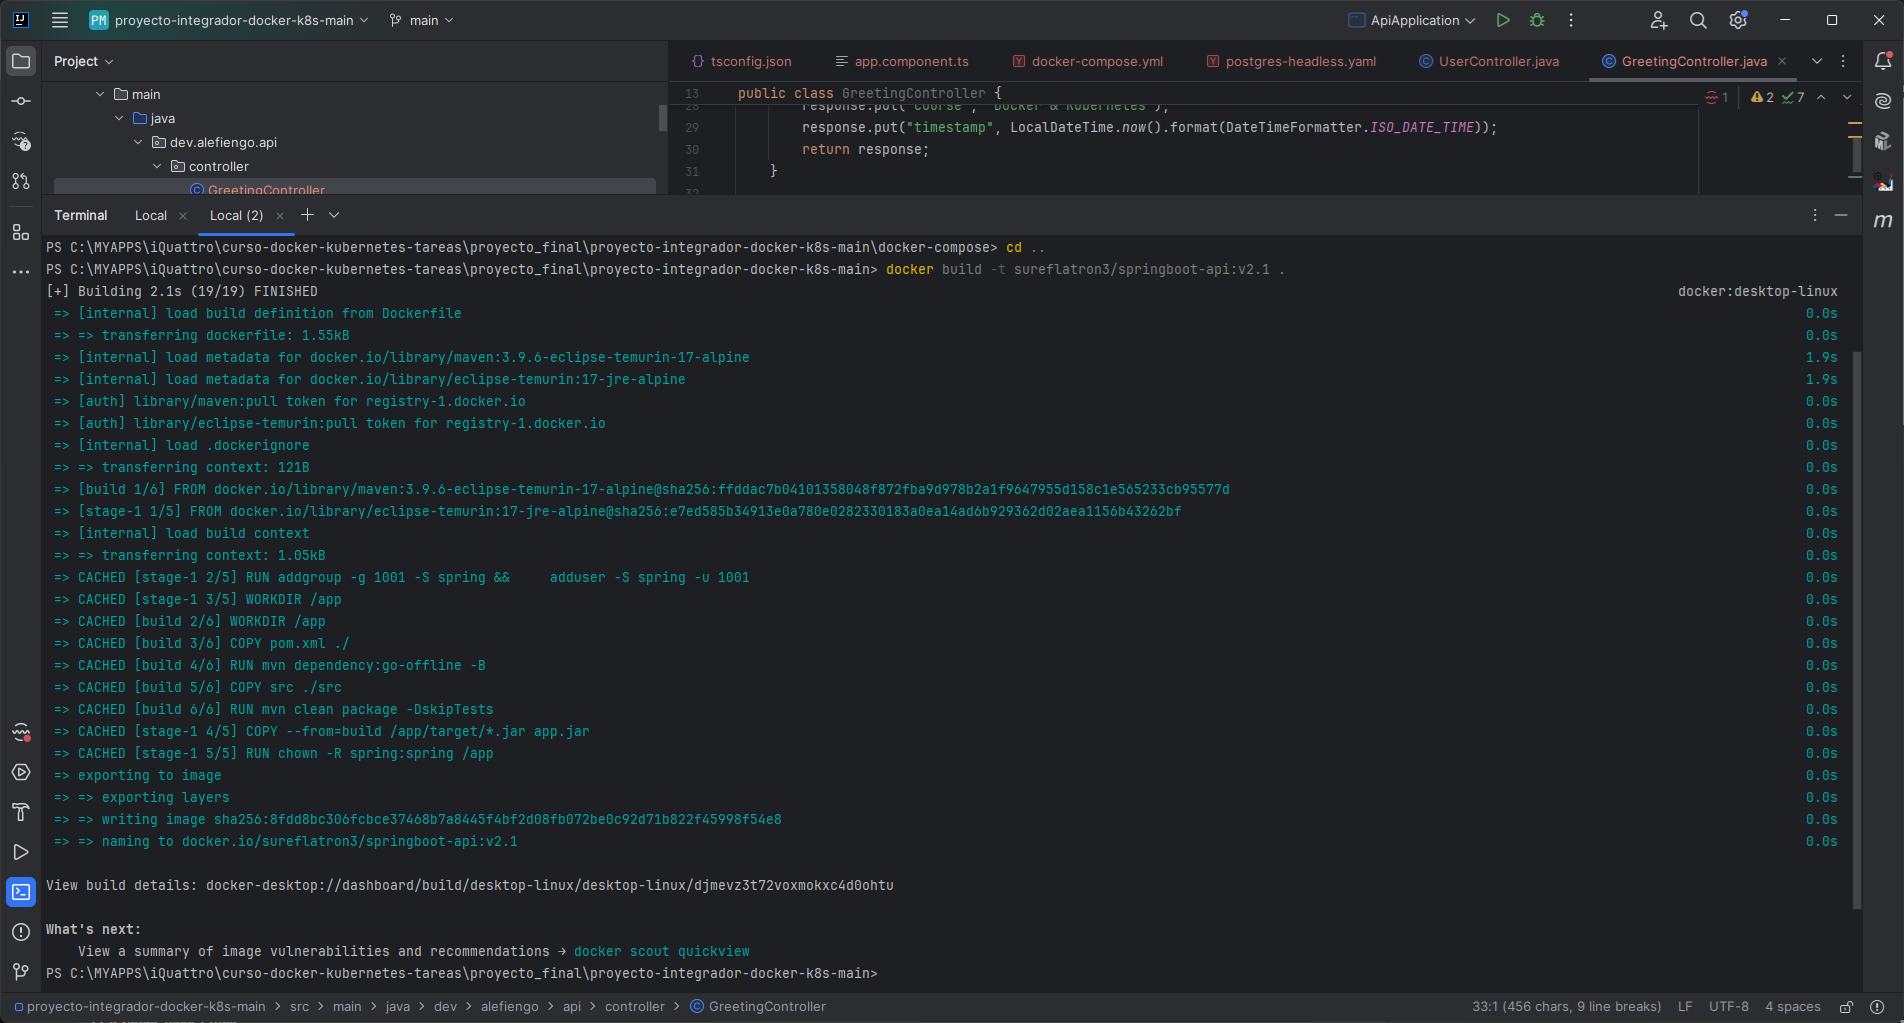 PM proyecto-integrador-docker-k8s-main main ApiApplication
Project
tsconfig.json app.component.ts docker-compose.yml postgres-headless.yaml UserController.java GreetingController.java
main
java
dev.alefiengo.api
controller
GreetingController
13 public class GreetingController {
1 2 7
28 response.put("course", "Docker & Kubernetes");
29 response.put("timestamp", LocalDateTime.now().format(DateTimeFormatter.ISO_DATE_TIME));
30 return response;
31 }
32
Terminal Local Local (2)
PS C:\MYAPPS\iQuattro\curso-docker-kubernetes-tareas\proyecto_final\proyecto-integrador-docker-k8s-main\docker-compose> cd ..
PS C:\MYAPPS\iQuattro\curso-docker-kubernetes-tareas\proyecto_final\proyecto-integrador-docker-k8s-main> docker build -t sureflatron3/springboot-api:v2.1 .
[+] Building 2.1s (19/19) FINISHED docker:desktop-linux
=> [internal] load build definition from Dockerfile 0.0s
=> => transferring dockerfile: 1.55kB 0.0s
=> [internal] load metadata for docker.io/library/maven:3.9.6-eclipse-temurin-17-alpine 1.9s
=> [internal] load metadata for docker.io/library/eclipse-temurin:17-jre-alpine 1.9s
=> [auth] library/maven:pull token for registry-1.docker.io 0.0s
=> [auth] library/eclipse-temurin:pull token for registry-1.docker.io 0.0s
=> [internal] load .dockerignore 0.0s
=> => transferring context: 121B 0.0s
=> [build 1/6] FROM docker.io/library/maven:3.9.6-eclipse-temurin-17-alpine@sha256:ffddac7b04101358048f872fba9d978b2a1f9647955d158c1e565233cb95577d 0.0s
=> [stage-1 1/5] FROM docker.io/library/eclipse-temurin:17-jre-alpine@sha256:e7ed585b34913e0a780e0282330183a0ea14ad6b929362d02aea1156b43262bf 0.0s
=> [internal] load build context 0.0s
=> => transferring context: 1.05kB 0.0s
=> CACHED [stage-1 2/5] RUN addgroup -g 1001 -S spring &&     adduser -S spring -u 1001 0.0s
=> CACHED [stage-1 3/5] WORKDIR /app 0.0s
=> CACHED [build 2/6] WORKDIR /app 0.0s
=> CACHED [build 3/6] COPY pom.xml ./ 0.0s
=> CACHED [build 4/6] RUN mvn dependency:go-offline -B 0.0s
=> CACHED [build 5/6] COPY src ./src 0.0s
=> CACHED [build 6/6] RUN mvn clean package -DskipTests 0.0s
=> CACHED [stage-1 4/5] COPY --from=build /app/target/*.jar app.jar 0.0s
=> CACHED [stage-1 5/5] RUN chown -R spring:spring /app 0.0s
=> exporting to image 0.0s
=> => exporting layers 0.0s
=> => writing image sha256:8fdd8bc306fcbce37468b7a8445f4bf2d08fb072be0c92d71b822f45998f54e8 0.0s
=> => naming to docker.io/sureflatron3/springboot-api:v2.1 0.0s
View build details: docker-desktop://dashboard/build/desktop-linux/desktop-linux/djmevz3t72voxmokxc4d0ohtu
What's next:
View a summary of image vulnerabilities and recommendations → docker scout quickview
PS C:\MYAPPS\iQuattro\curso-docker-kubernetes-tareas\proyecto_final\proyecto-integrador-docker-k8s-main>
proyecto-integrador-docker-k8s-main > src > main > java > dev > alefiengo > api > controller > GreetingController 33:1 (456 chars, 9 line breaks) LF UTF-8 4 spaces